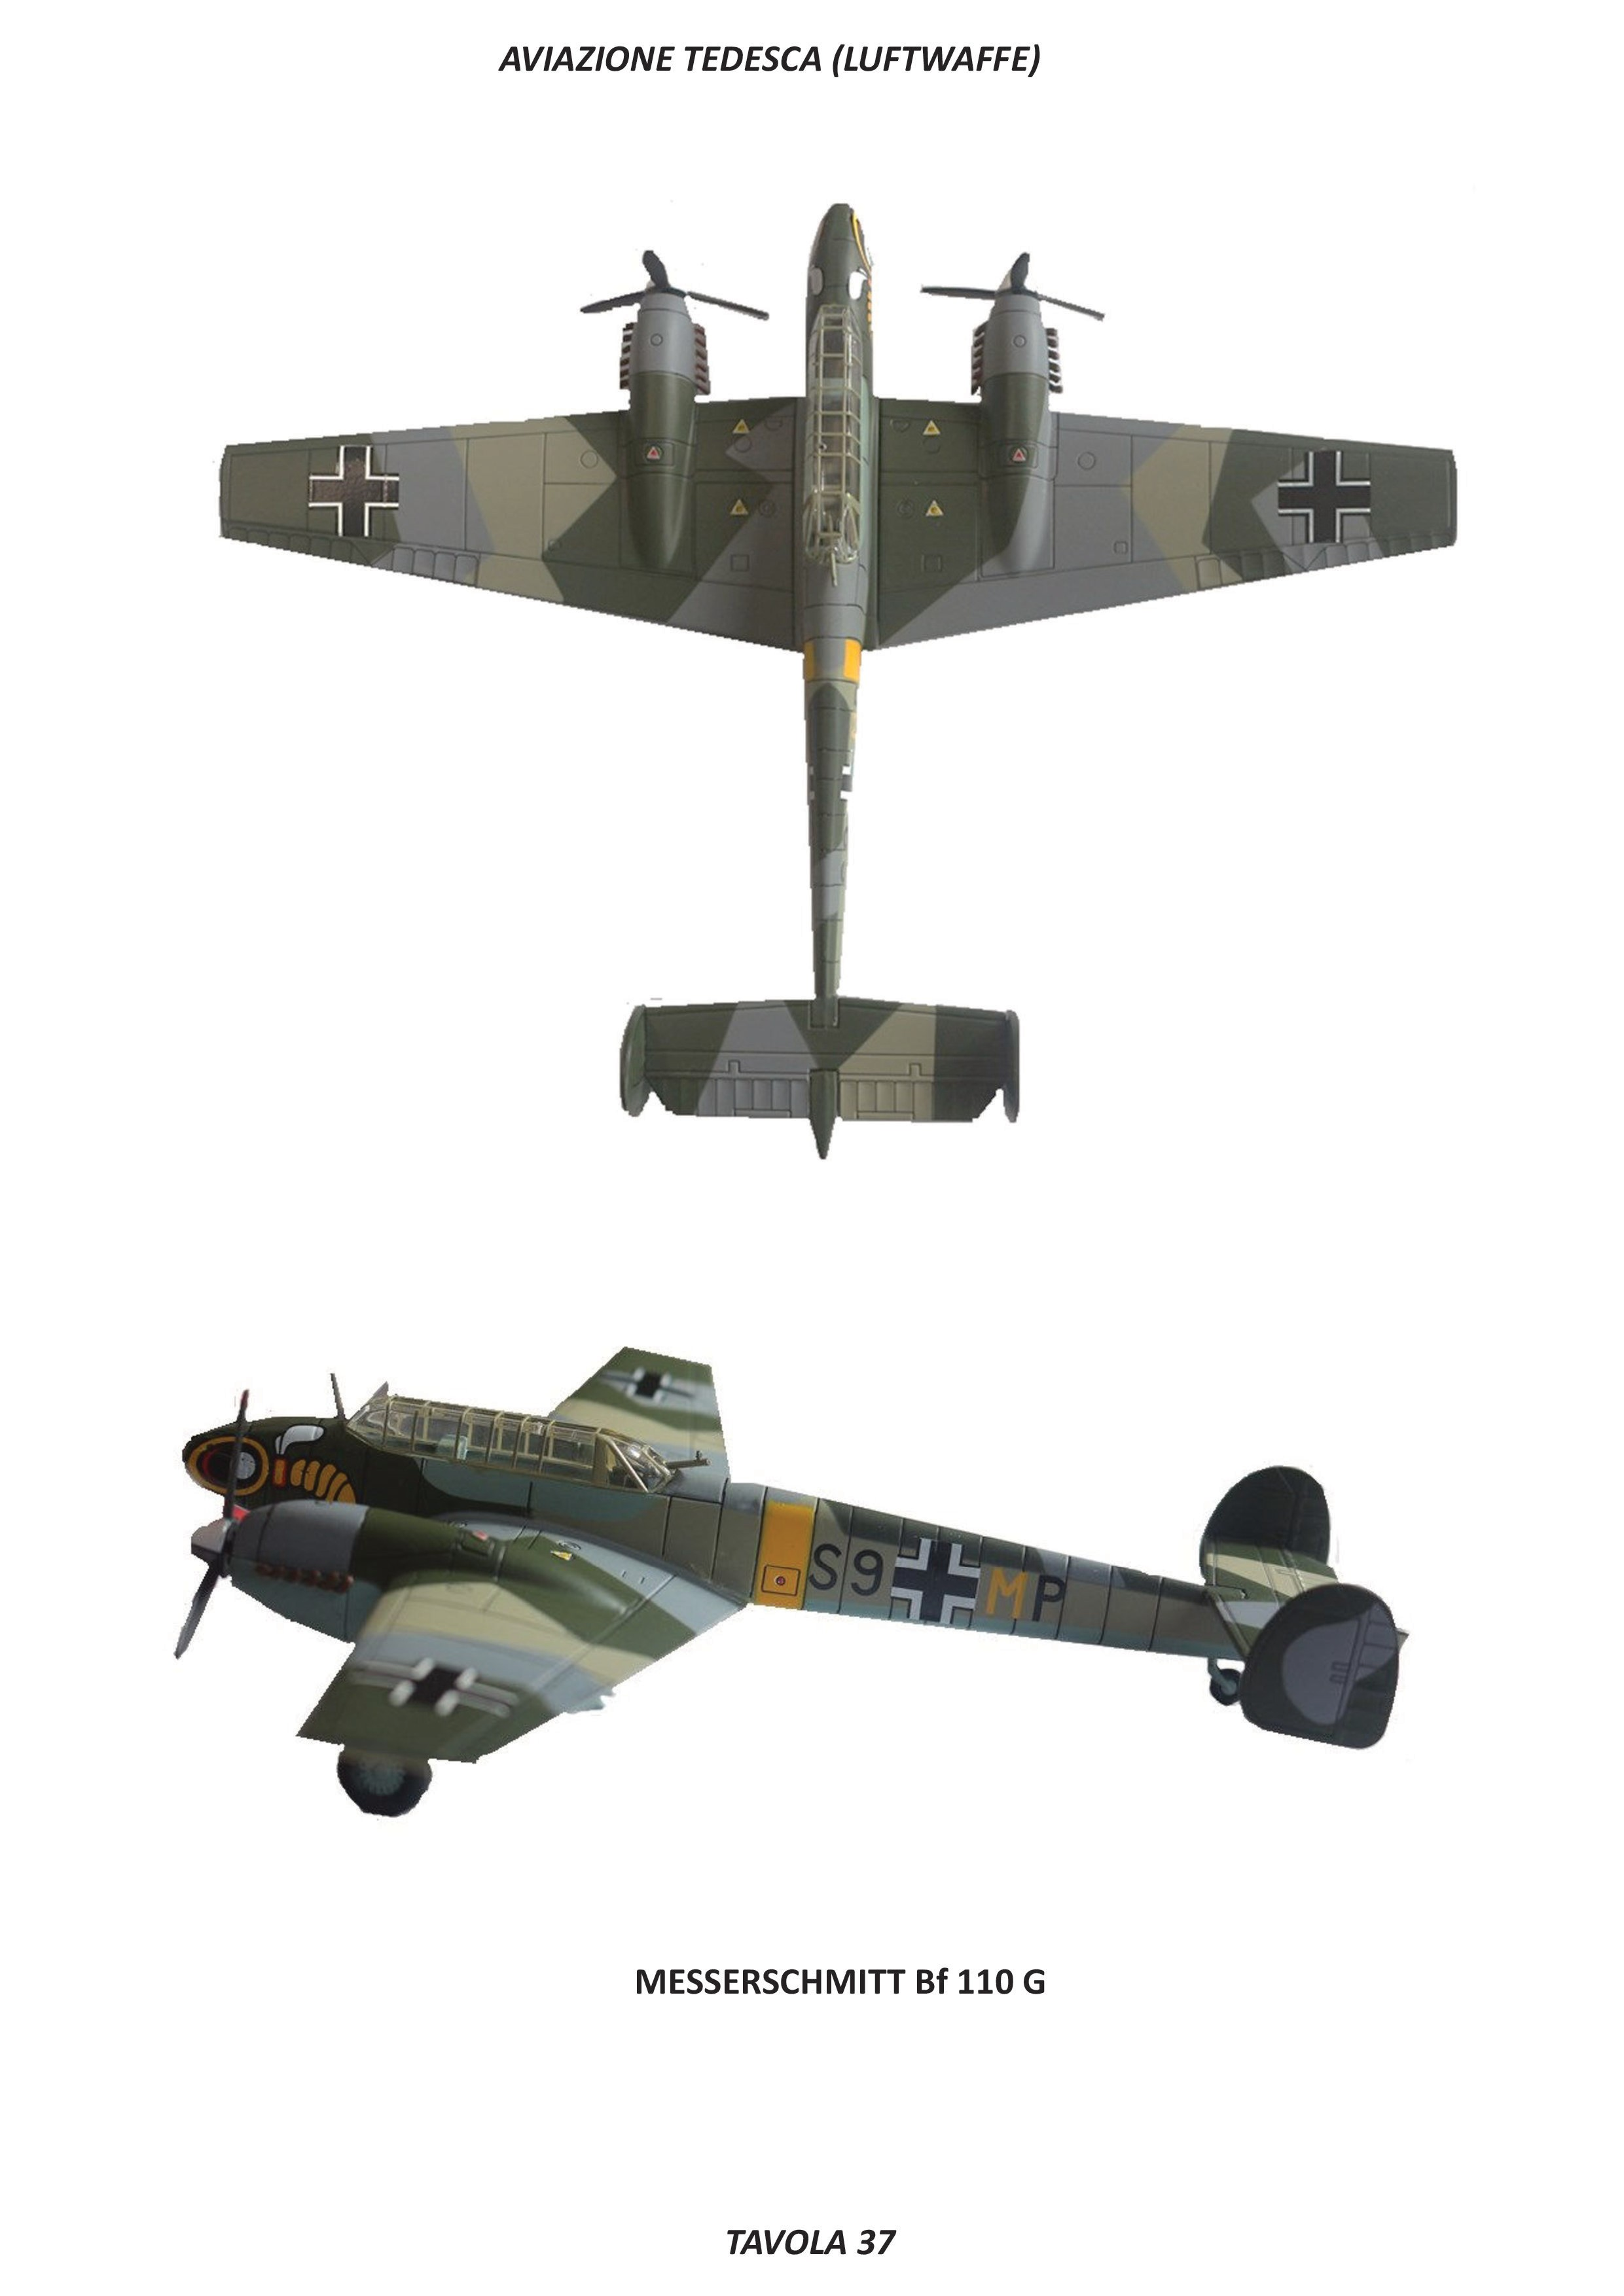 AVIAZIONE TEDESCA (LUFTWAFFE)
S9 MP
MESSERSCHMITT Bf 110 G
TAVOLA 37